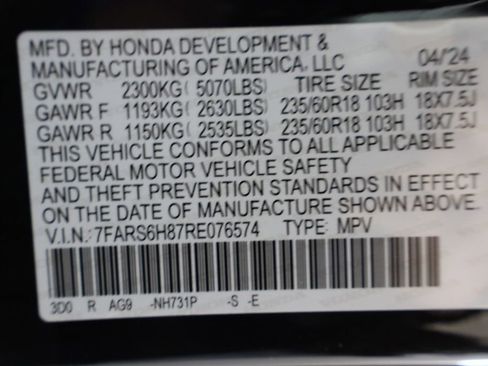 MFD. BY HONDA DEVELOPMENT &
MANUFACTURING OF AMERICA, LLC 04/24
GVWR 2300KG( 5070LBS) TIRE SIZE RIM SIZE
GAWR F 1193KG( 2630LBS) 235/60R18 103H 18X7.5J
GAWR R 1150KG( 2535LBS) 235/60R18 103H 18X7.5J
THIS VEHICLE CONFORMS TO ALL APPLICABLE
FEDERAL MOTOR VEHICLE SAFETY
AND THEFT PREVENTION STANDARDS IN EFFECT
ON THE DATE OF MANUFACTURE SHOWN ABOVE.
V.I.N.:7FARS6H87RE076574 TYPE: MPV
3D0 R AG9 -NH731P -S -E